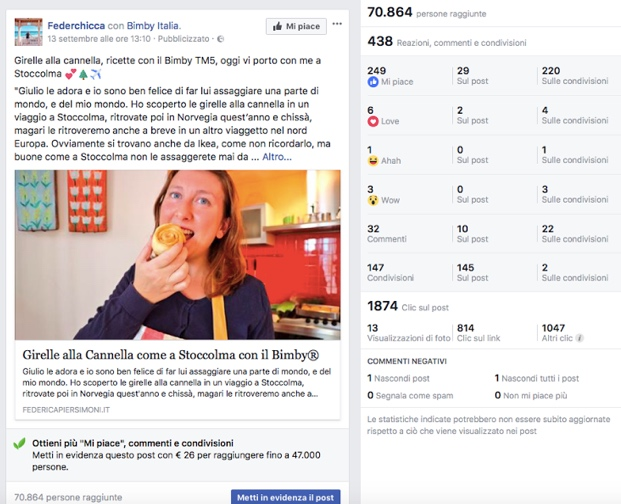 Federchicca con Bimby Italia.
13 settembre alle ore 13:10 · Pubblicizzato ·
Mi piace
Girelle alla cannella, ricette con il Bimby TM5, oggi vi porto con me a
Stoccolma 💕🌲✈️
"Giulio le adora e io sono ben felice di far lui assaggiare una parte di
mondo, e del mio mondo. Ho scoperto le girelle alla cannella in un
viaggio a Stoccolma, ritrovate poi in Norvegia quest'anno e chissà,
magari le ritroveremo anche a breve in un altro viaggetto nel nord
Europa. Ovviamente si trovano anche da Ikea, come non ricordarlo, ma
buone come a Stoccolma non le assaggerete mai da ... Altro...
Girelle alla Cannella come a Stoccolma con il Bimby®
Giulio le adora e io sono ben felice di far lui assaggiare una parte di mondo, e del
mio mondo. Ho scoperto le girelle alla cannella in un viaggio a Stoccolma,
ritrovate poi in Norvegia quest'anno e chissà, magari le ritroveremo anche a...
FEDERICAPIERSIMONI.IT
Ottieni più "Mi piace", commenti e condivisioni
Metti in evidenza questo post con € 26 per raggiungere fino a 47.000
persone.
70.864 persone raggiunte
Metti in evidenza il post
70.864 persone raggiunte
438 Reazioni, commenti e condivisioni
249 29 220
Mi piace Sul post Sulle condivisioni
6 2 4
Love Sul post Sulle condivisioni
1 0 1
Ahah Sul post Sulle condivisioni
3 0 3
Wow Sul post Sulle condivisioni
32 10 22
Commenti Sul post Sulle condivisioni
147 145 2
Condivisioni Sul post Sulle condivisioni
1874 Clic sul post
13 814 1047
Visualizzazioni di foto Clic sul link Altri clic
COMMENTI NEGATIVI
1 Nascondi post 1 Nascondi tutti i post
0 Segnala come spam 0 Non mi piace più
Le statistiche indicate potrebbero non essere subito aggiornate
rispetto a ciò che viene visualizzato nei post